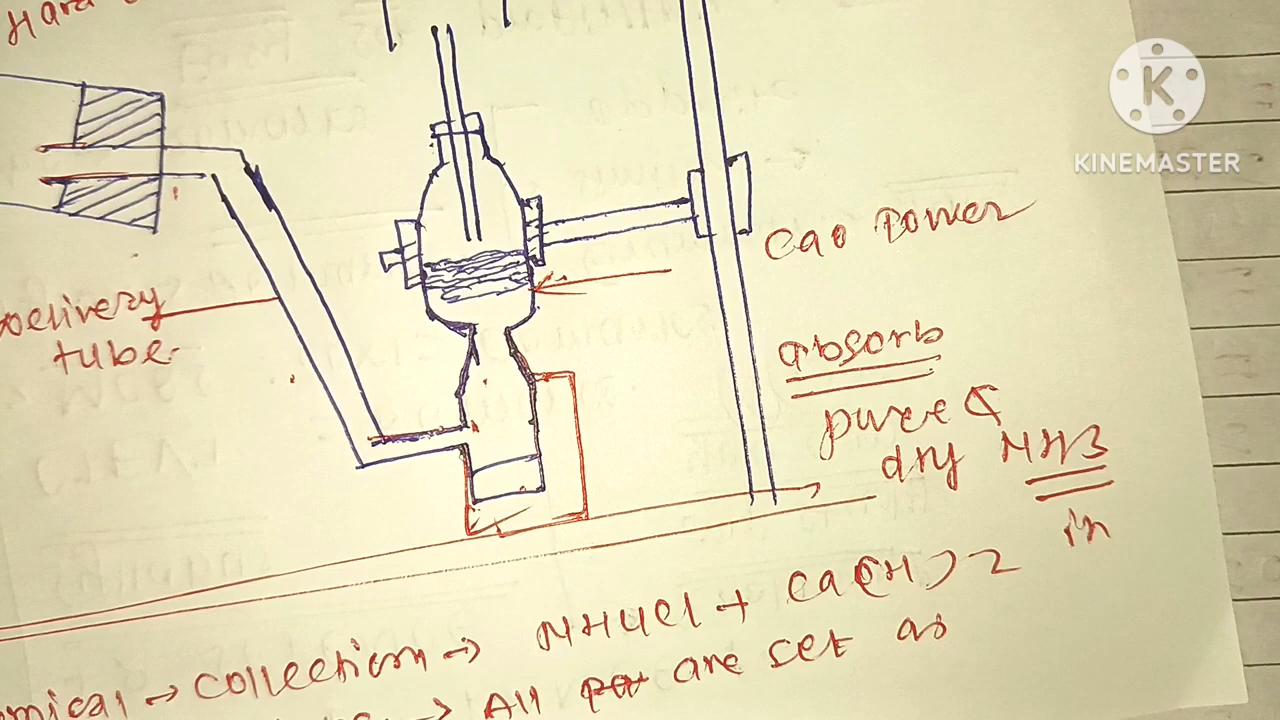 Hard
KINEMASTER
cao power
Delivery
tube
absorb
pure &
dry NH3
in
emical → collection → NH4Cl + Ca(OH)2
→ All are set as